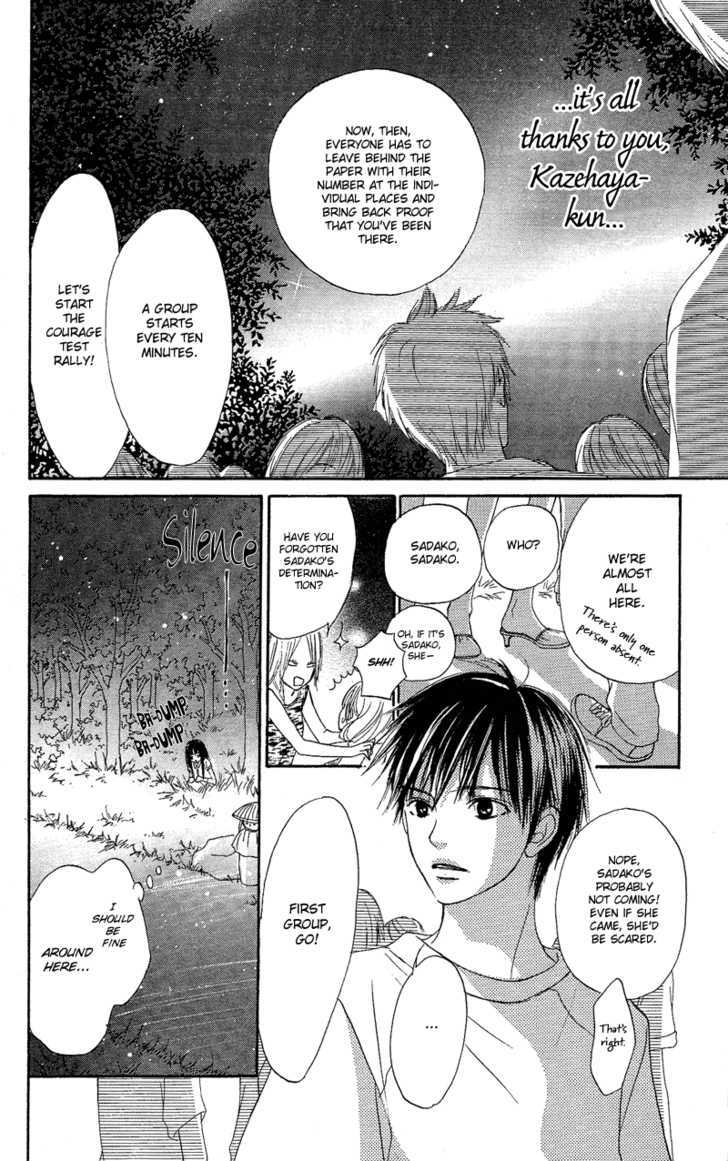 ...it's all
thanks to you,
Kazehaya-
kun...
NOW, THEN,
EVERYONE HAS TO
LEAVE BEHIND THE
PAPER WITH THEIR
NUMBER AT THE INDI-
VIDUAL PLACES AND
BRING BACK PROOF
THAT YOU'VE BEEN
THERE.
A GROUP
STARTS
EVERY TEN
MINUTES.
LET'S
START
THE
COURAGE
TEST
RALLY!
WE'RE
ALMOST
ALL
HERE.
There's only one
person absent.
WHO?
SADAKO,
SADAKO.
OH, IF IT'S
SADAKO,
SHE—
HAVE YOU
FORGOTTEN
SADAKO'S
DETERMINA-
TION?
SHH!
NOPE,
SADAKO'S
PROBABLY
NOT COMING!
EVEN IF SHE
CAME, SHE'D
BE SCARED.
That's
right.
...
FIRST
GROUP,
GO!
Silence
BA-DUMP
BA-DUMP
I
SHOULD
BE
FINE
AROUND
HERE...